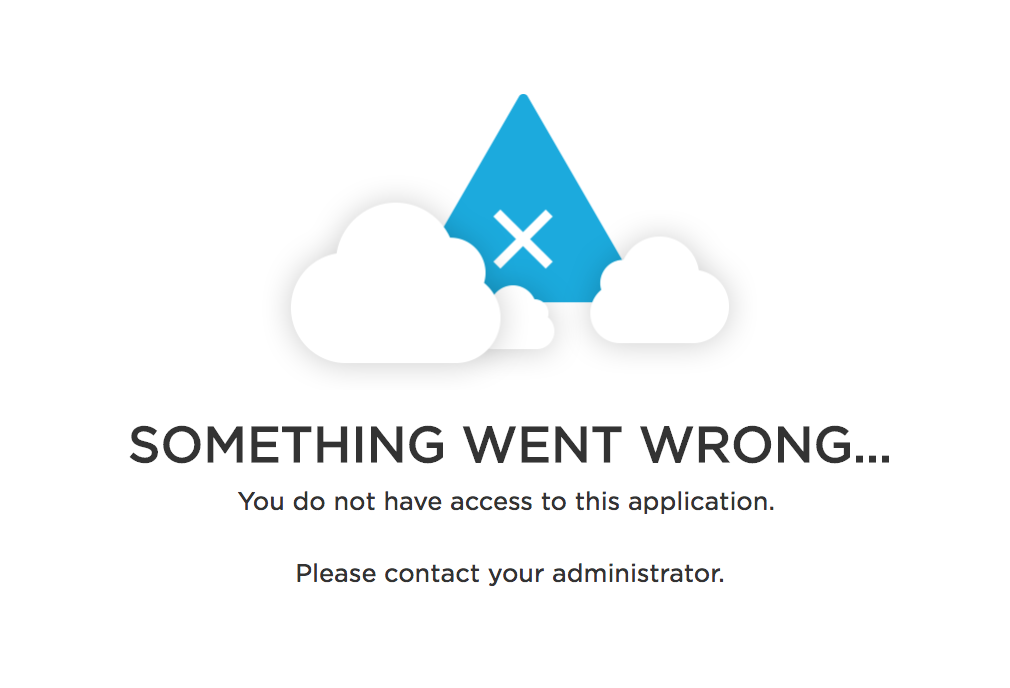 SOMETHING WENT WRONG...
You do not have access to this application.
Please contact your administrator.